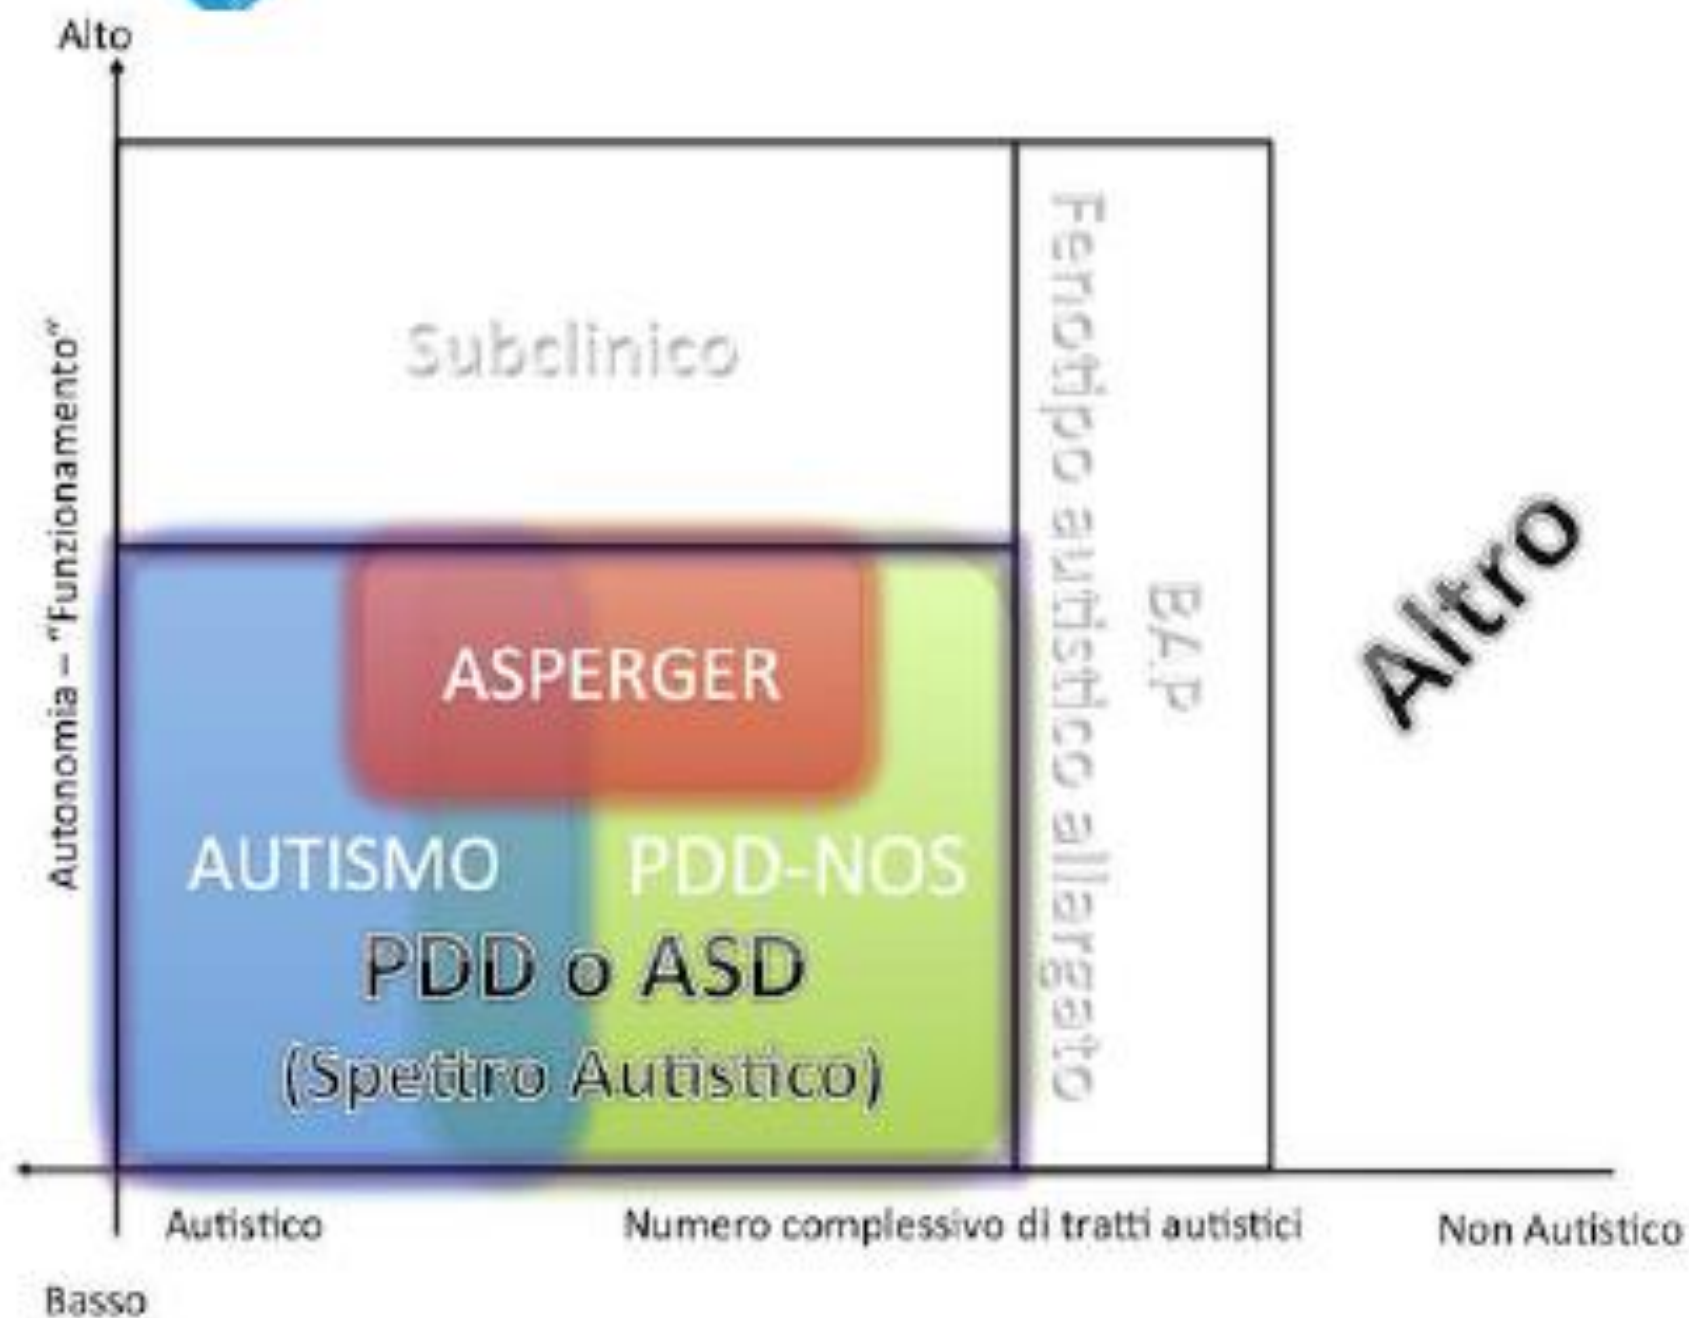 Alto
Autonomia – "Funzionamento"
Subclinico
Fenotipo autistico allargato
BAP
Altro
ASPERGER
AUTISMO
PDD-NOS
PDD o ASD
(Spettro Autistico)
Autistico
Numero complessivo di tratti autistici
Non Autistico
Basso